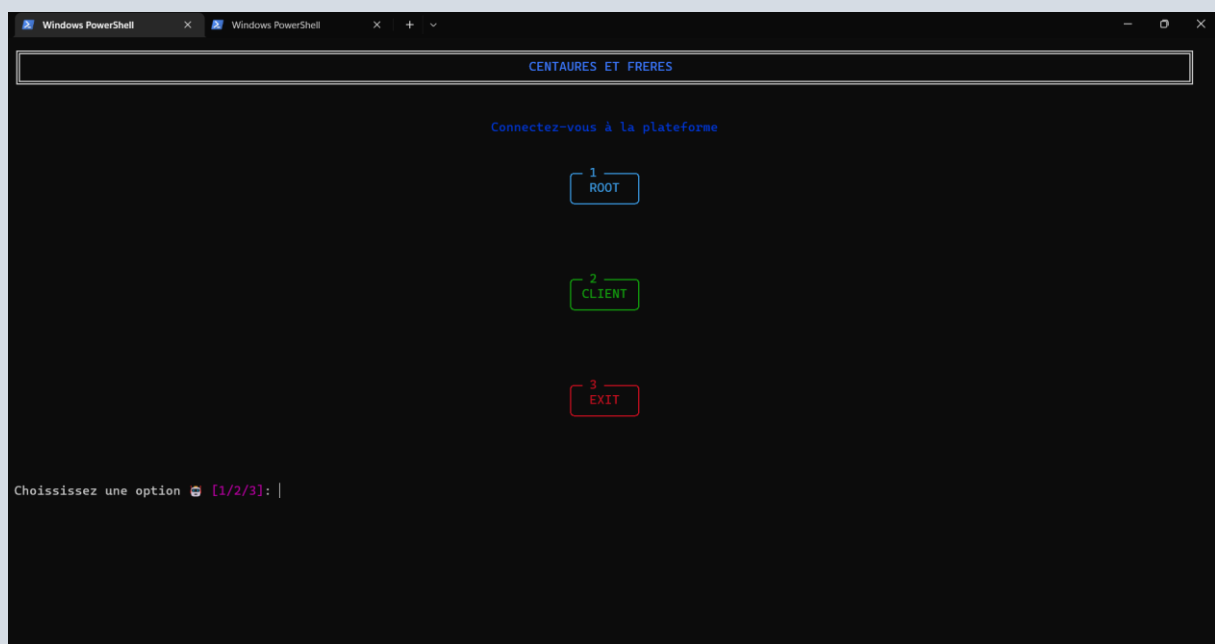 Windows PowerShell Windows PowerShell
CENTAURES ET FRERES
Connectez-vous à la plateforme
1
ROOT
2
CLIENT
3
EXIT
Choississez une option [1/2/3]: